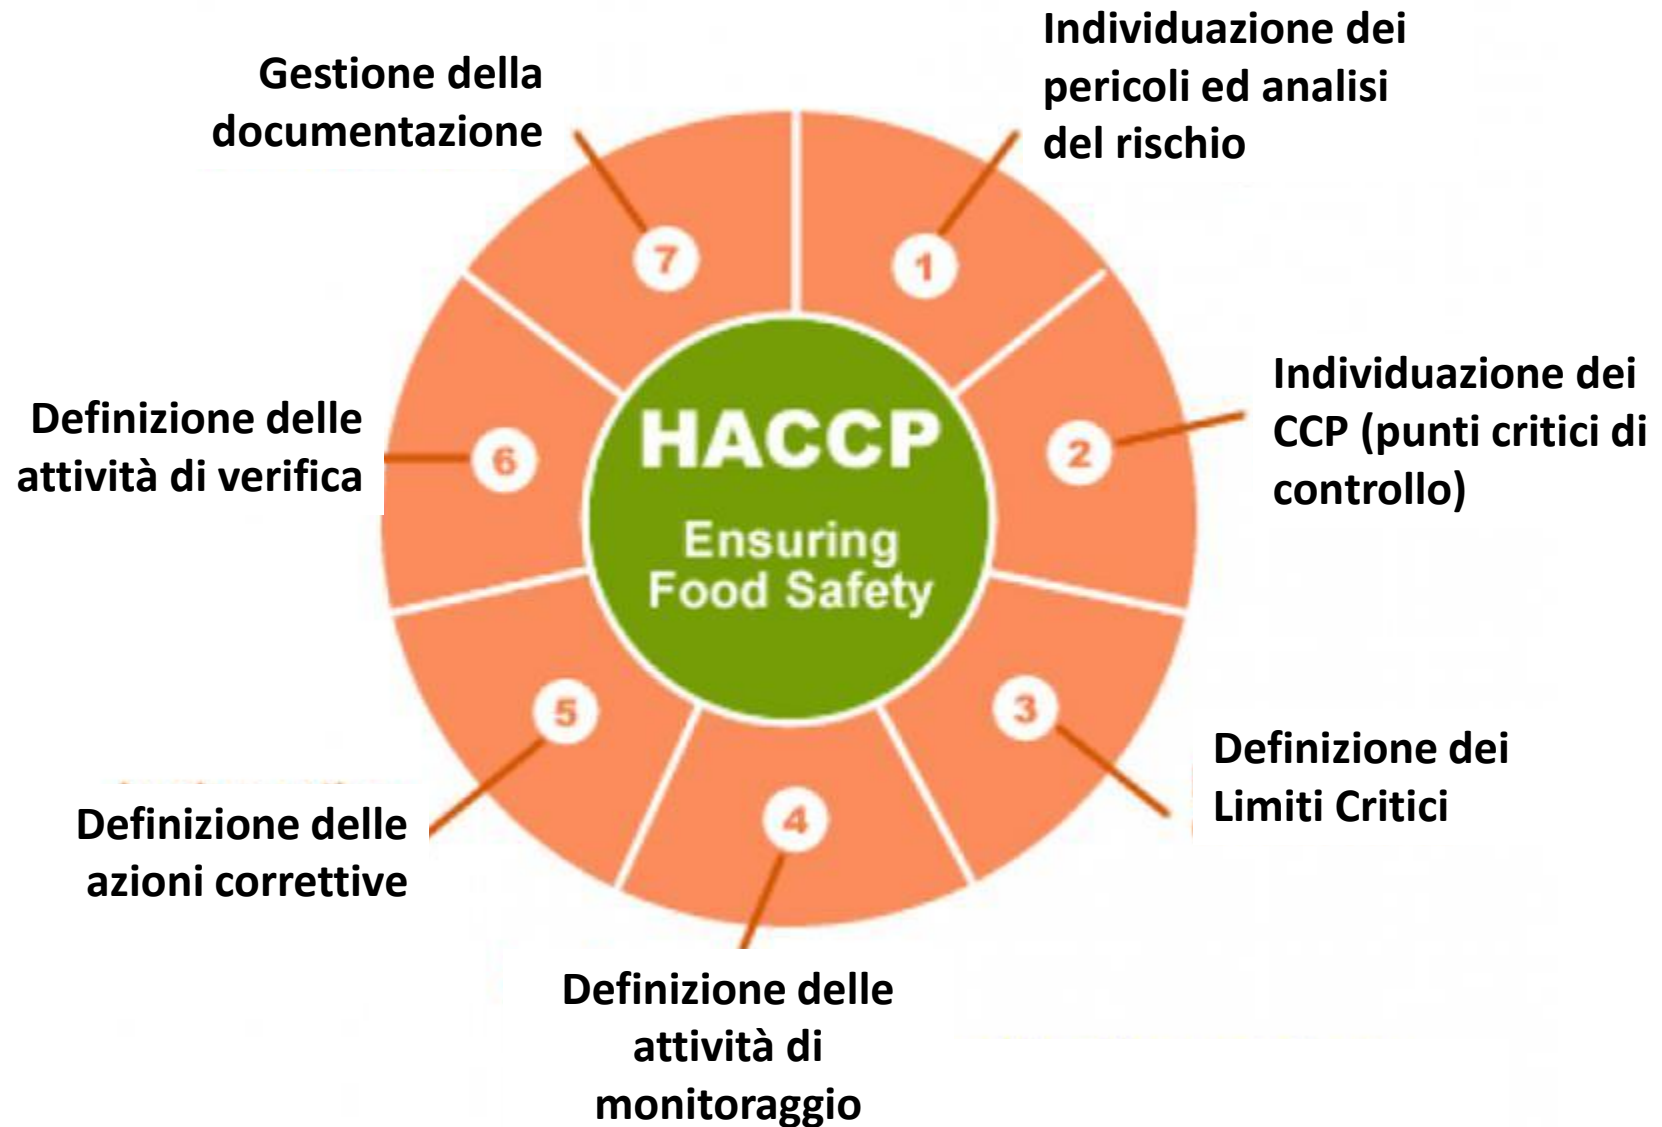 Individuazione dei
pericoli ed analisi
del rischio
1
Individuazione dei
CCP (punti critici di
controllo)
2
Definizione dei
Limiti Critici
3
Definizione delle
attività di
monitoraggio
4
Definizione delle
azioni correttive
5
Definizione delle
attività di verifica
6
Gestione della
documentazione
7
HACCP
Ensuring
Food Safety